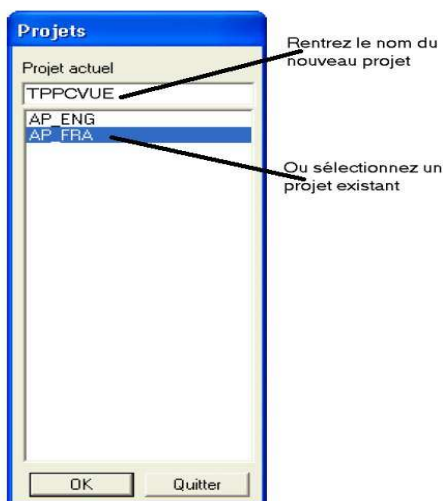 Projets
Projet actuel
TPPCVUE
AP_ENG
AP_FRA
OK
Quitter
Rentrez le nom du
nouveau projet
Ou sélectionnez un
projet existant